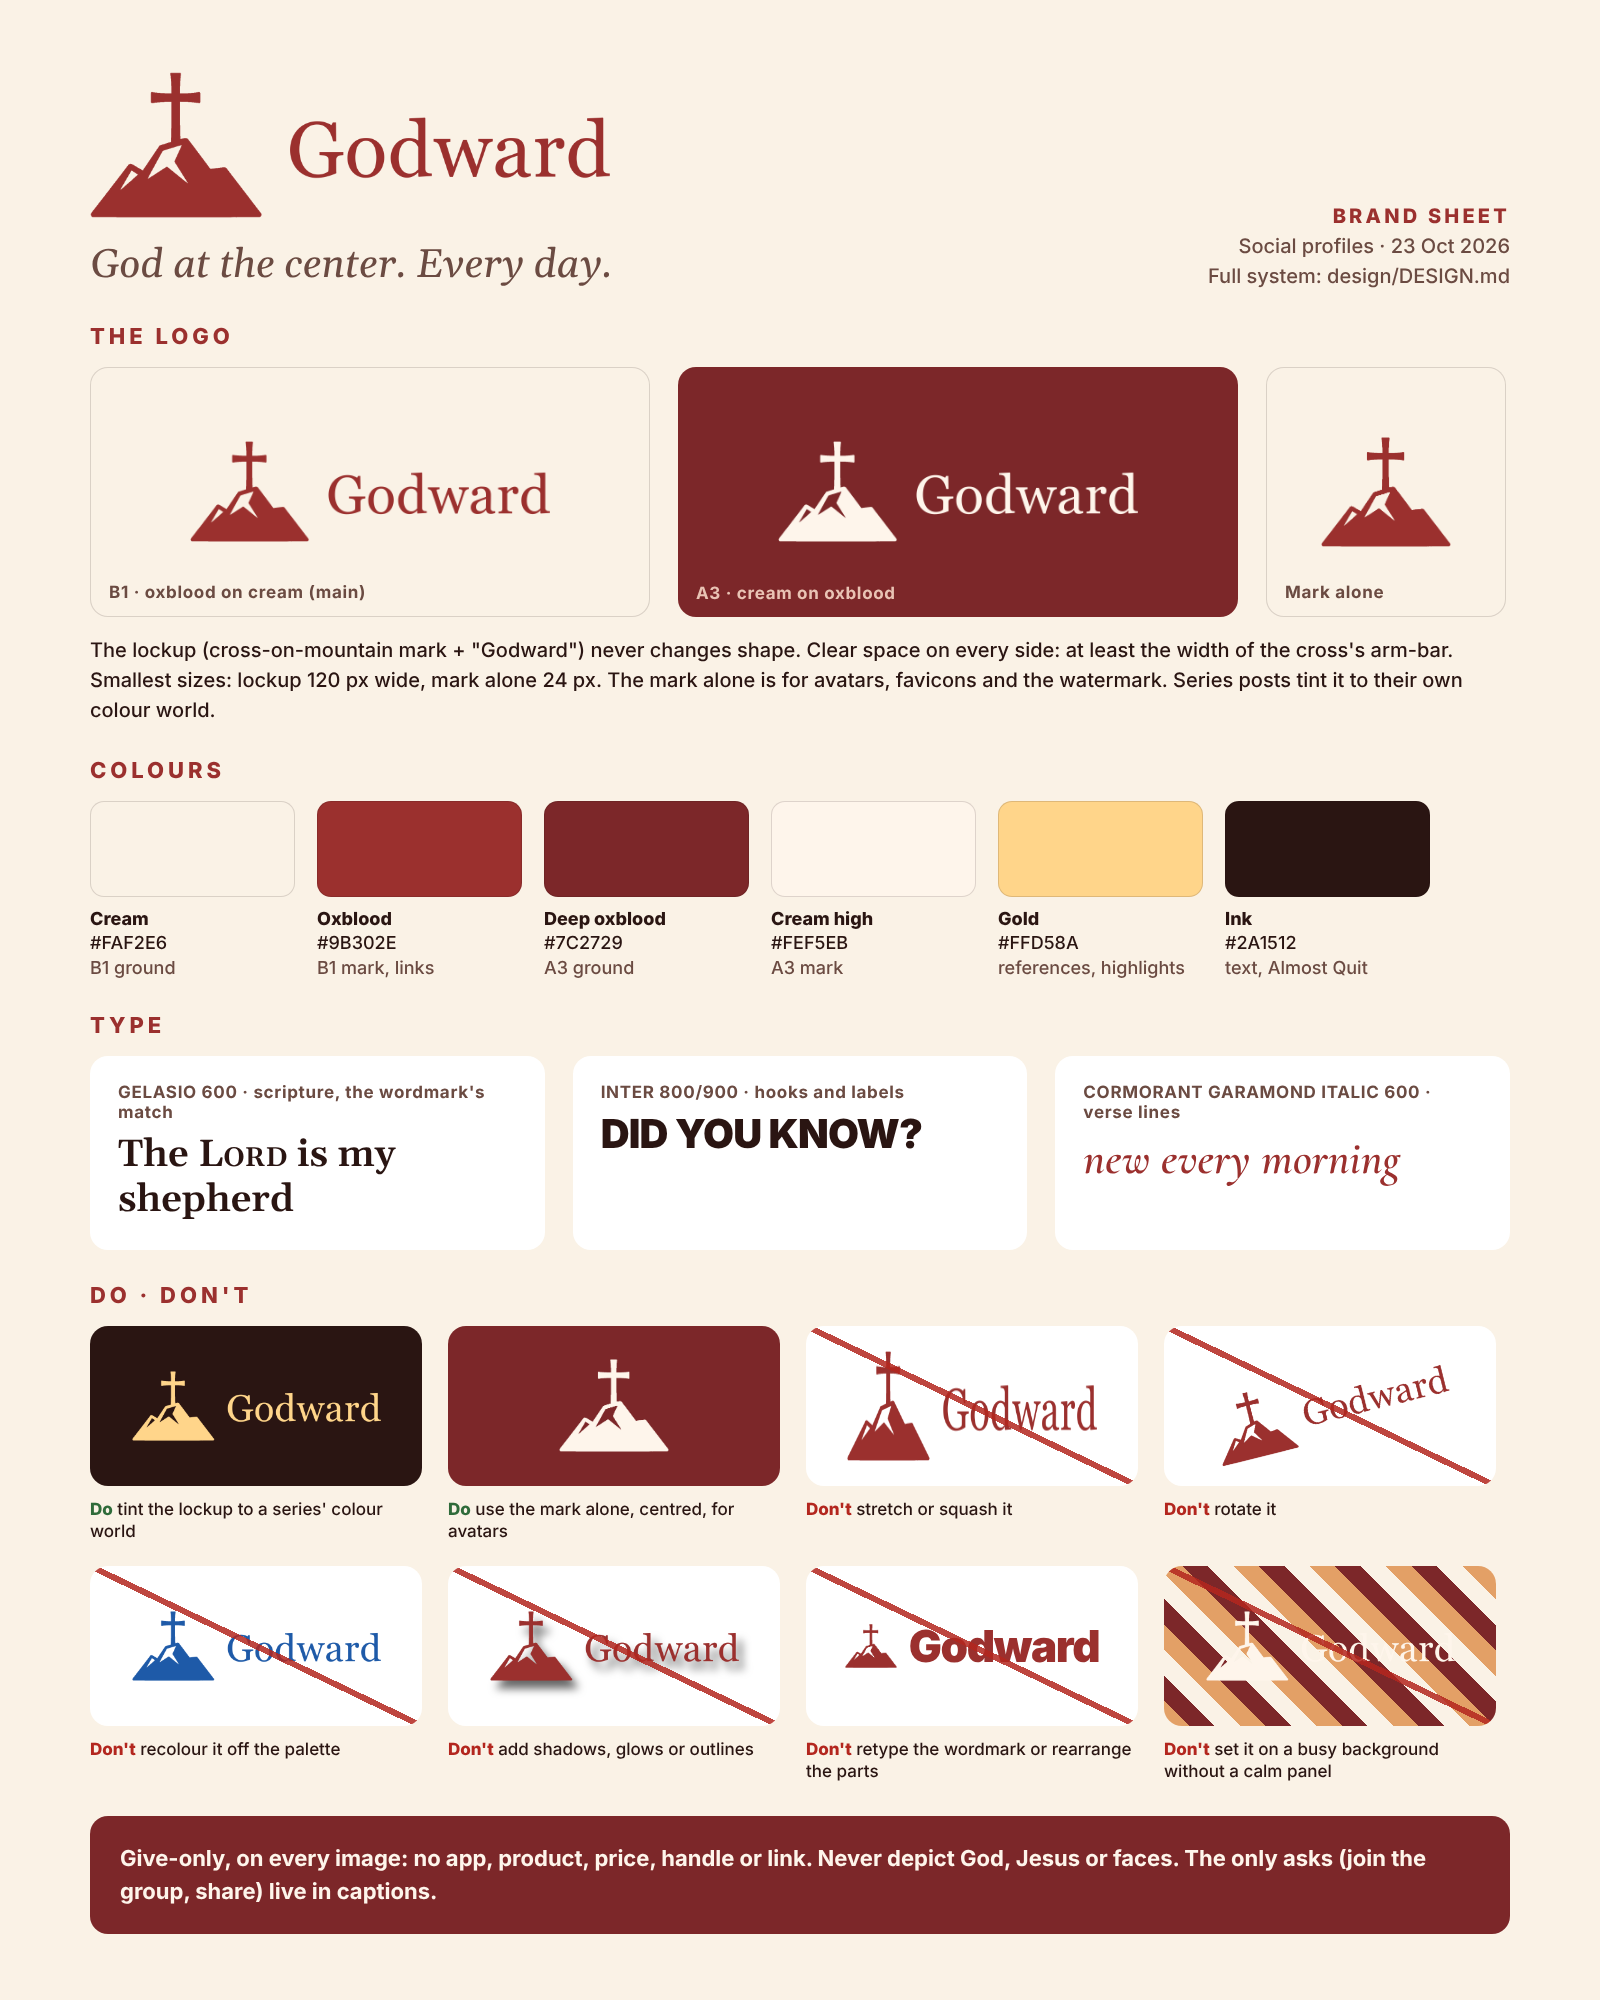 Godward
God at the center. Every day.
BRAND SHEET
Social profiles · 23 Oct 2026
Full system: design/DESIGN.md
THE LOGO
Godward
B1 · oxblood on cream (main)
Godward
A3 · cream on oxblood
Mark alone
The lockup (cross-on-mountain mark + "Godward") never changes shape. Clear space on every side: at least the width of the cross's arm-bar.
Smallest sizes: lockup 120 px wide, mark alone 24 px. The mark alone is for avatars, favicons and the watermark. Series posts tint it to their own
colour world.
COLOURS
Cream
#FAF2E6
B1 ground
Oxblood
#9B302E
B1 mark, links
Deep oxblood
#7C2729
A3 ground
Cream high
#FEF5EB
A3 mark
Gold
#FFD58A
references, highlights
Ink
#2A1512
text, Almost Quit
TYPE
GELASIO 600 · scripture, the wordmark's
match
The LORD is my
shepherd
INTER 800/900 · hooks and labels
DID YOU KNOW?
CORMORANT GARAMOND ITALIC 600 ·
verse lines
new every morning
DO · DON'T
Godward
Do tint the lockup to a series' colour
world
Do use the mark alone, centred, for
avatars
Godward
Don't stretch or squash it
Godward
Don't rotate it
Godward
Don't recolour it off the palette
Godward
Don't add shadows, glows or outlines
Godward
Don't retype the wordmark or rearrange
the parts
Godward
Don't set it on a busy background
without a calm panel
Give-only, on every image: no app, product, price, handle or link. Never depict God, Jesus or faces. The only asks (join the
group, share) live in captions.